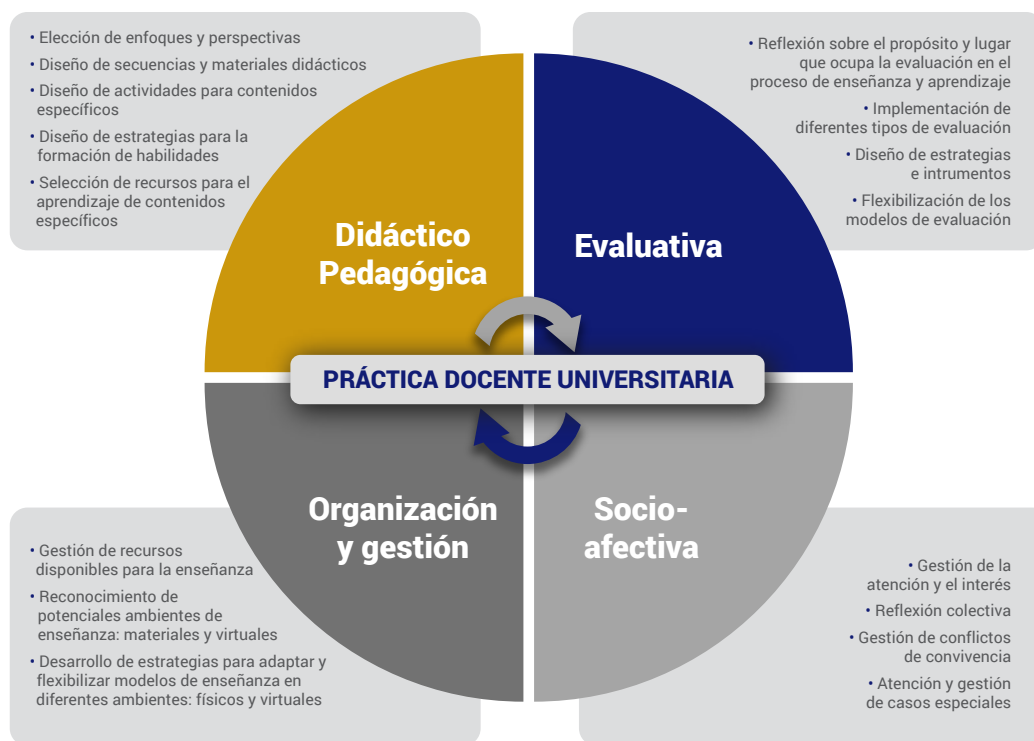 • Elección de enfoques y perspectivas
• Diseño de secuencias y materiales didácticos
• Diseño de actividades para contenidos
específicos
• Diseño de estrategias para la
formación de habilidades
• Selección de recursos para el
aprendizaje de contenidos
específicos
• Reflexión sobre el propósito y lugar
que ocupa la evaluación en el
proceso de enseñanza y aprendizaje
• Implementación de
diferentes tipos de evaluación
• Diseño de estrategias
e intrumentos
• Flexibilización de los
modelos de evaluación
Didáctico
Pedagógica
Evaluativa
PRÁCTICA DOCENTE UNIVERSITARIA
Organización
y gestión
Socio-
afectiva
• Gestión de recursos
disponibles para la enseñanza
• Reconocimiento de
potenciales ambientes de
enseñanza: materiales y virtuales
• Desarrollo de estrategias para adaptar y
flexibilizar modelos de enseñanza en
diferentes ambientes: físicos y virtuales
• Gestión de la
atención y el interés
• Reflexión colectiva
• Gestión de conflictos
de convivencia
• Atención y gestión
de casos especiales